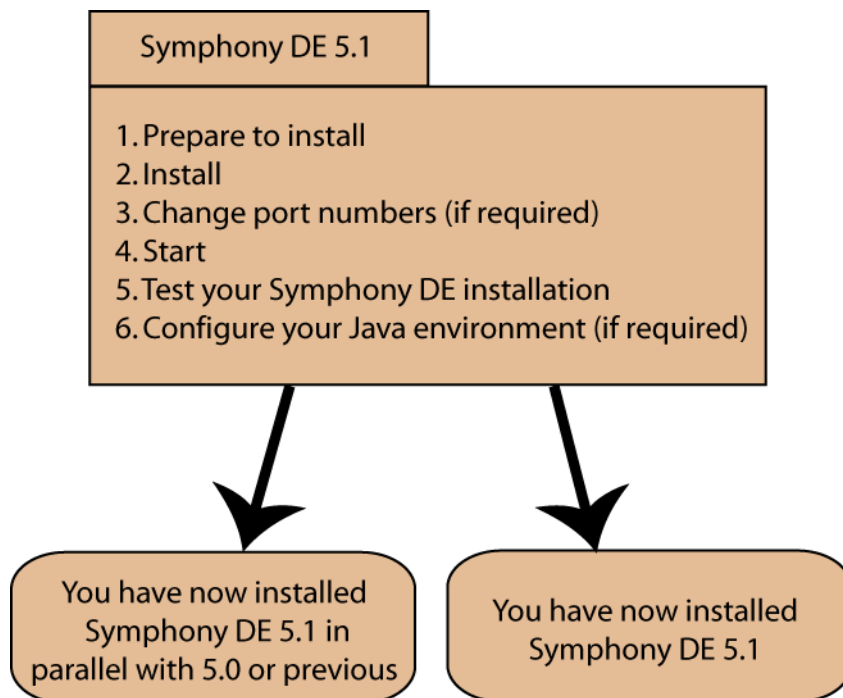 Symphony DE 5.1
1. Prepare to install
2. Install
3. Change port numbers (if required)
4. Start
5. Test your Symphony DE installation
6. Configure your Java environment (if required)
You have now installed
Symphony DE 5.1 in
parallel with 5.0 or previous
You have now installed
Symphony DE 5.1